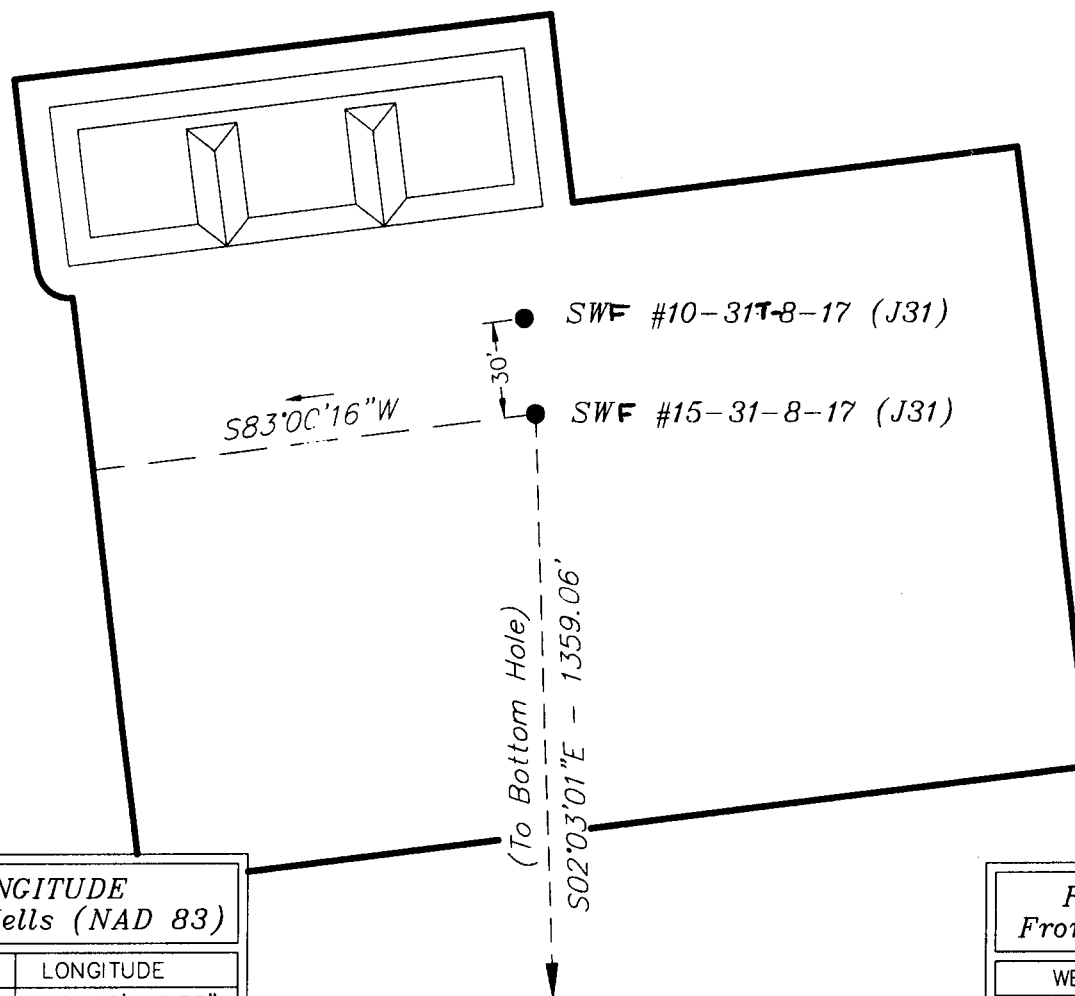 SWF #10-31T-8-17 (J31)
30'
SWF #15-31-8-17 (J31)
S83°00'16"W
(To Bottom Hole)
S02°03'01"E - 1359.06'
NGITUDE
ells (NAD 83)
LONGITUDE
F
Fron
WE